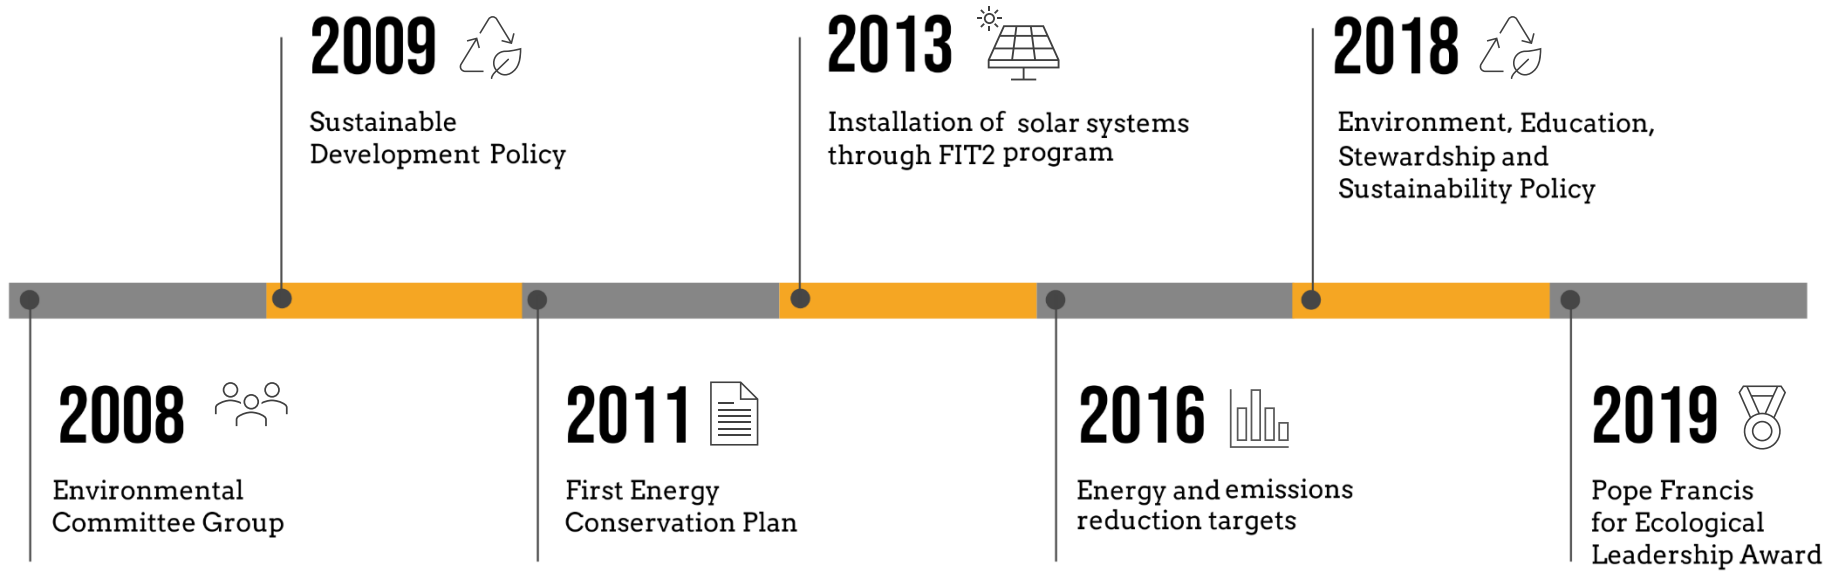 2009
Sustainable
Development Policy
2013
Installation of solar systems
through FIT2 program
2018
Environment, Education,
Stewardship and
Sustainability Policy
2008
Environmental
Committee Group
2011
First Energy
Conservation Plan
2016
Energy and emissions
reduction targets
2019
Pope Francis
for Ecological
Leadership Award